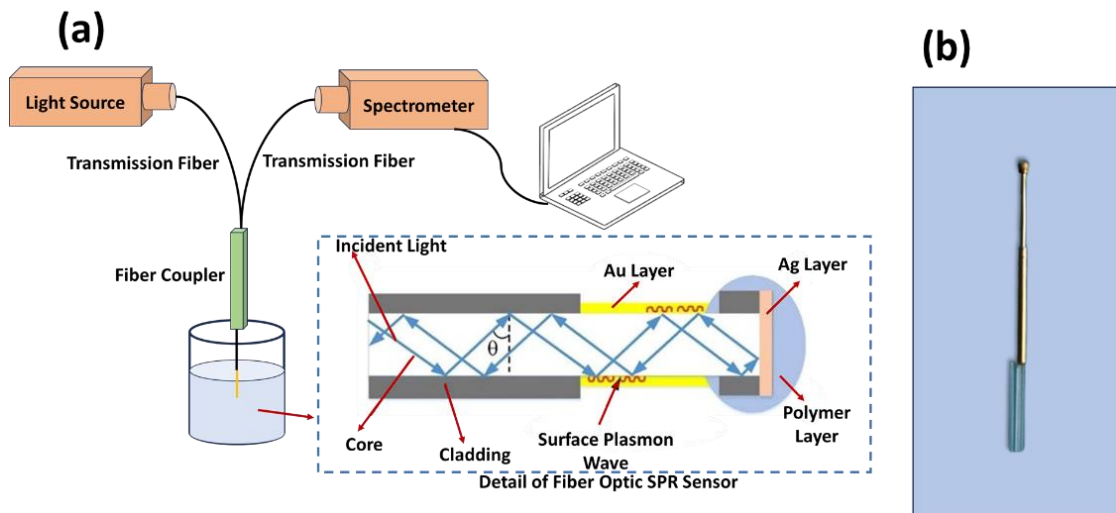 (a)
(b)
Light Source
Spectrometer
Transmission Fiber
Transmission Fiber
Fiber Coupler
Incident Light
Au Layer
Ag Layer
θ
Core
Cladding
Surface Plasmon
Wave
Polymer
Layer
Detail of Fiber Optic SPR Sensor